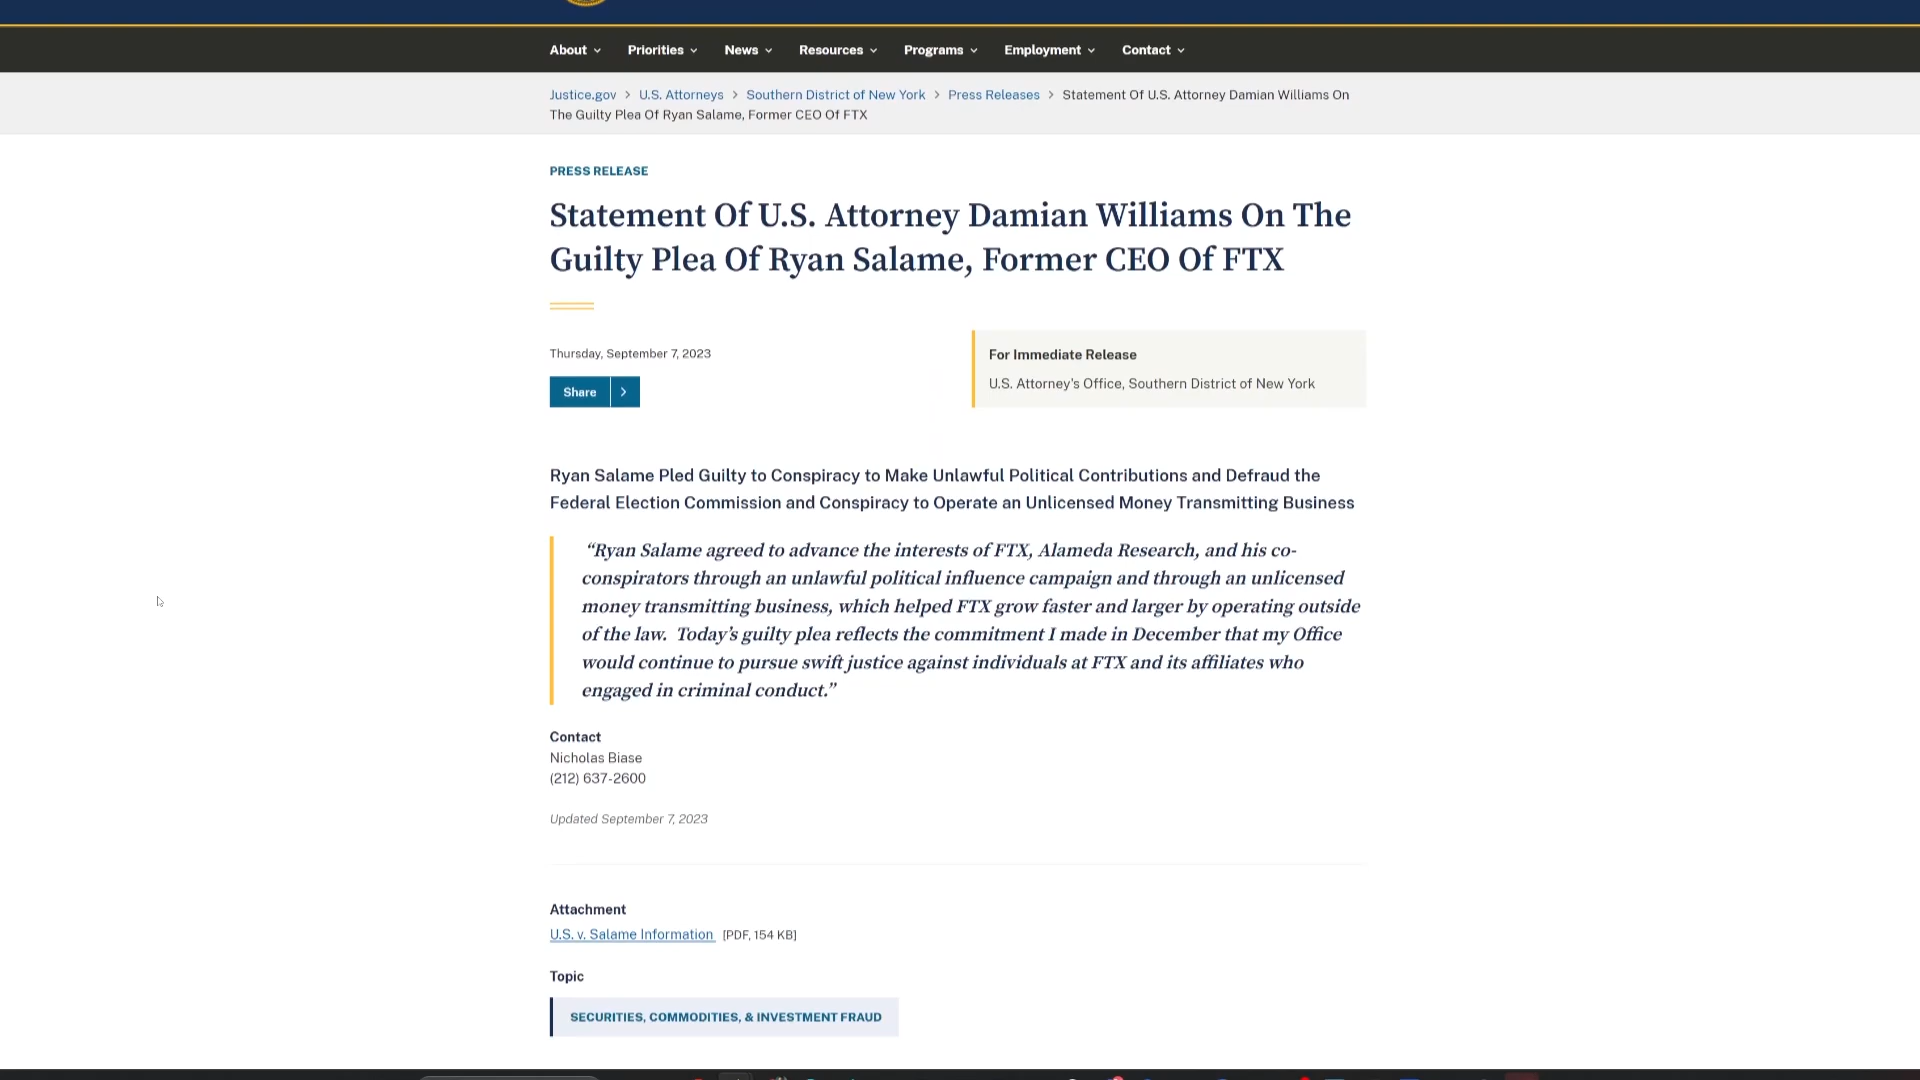 About Priorities News Resources Programs Employment Contact
Justice.gov > U.S. Attorneys > Southern District of New York > Press Releases > Statement Of U.S. Attorney Damian Williams On
The Guilty Plea Of Ryan Salame, Former CEO Of FTX
PRESS RELEASE
Statement Of U.S. Attorney Damian Williams On The
Guilty Plea Of Ryan Salame, Former CEO Of FTX
Thursday, September 7, 2023
Share >
For Immediate Release
U.S. Attorney's Office, Southern District of New York
Ryan Salame Pled Guilty to Conspiracy to Make Unlawful Political Contributions and Defraud the
Federal Election Commission and Conspiracy to Operate an Unlicensed Money Transmitting Business
“Ryan Salame agreed to advance the interests of FTX, Alameda Research, and his co-
conspirators through an unlawful political influence campaign and through an unlicensed
money transmitting business, which helped FTX grow faster and larger by operating outside
of the law.  Today’s guilty plea reflects the commitment I made in December that my Office
would continue to pursue swift justice against individuals at FTX and its affiliates who
engaged in criminal conduct.”
Contact
Nicholas Biase
(212) 637-2600
Updated September 7, 2023
Attachment
U.S. v. Salame Information [PDF, 154 KB]
Topic
SECURITIES, COMMODITIES, & INVESTMENT FRAUD